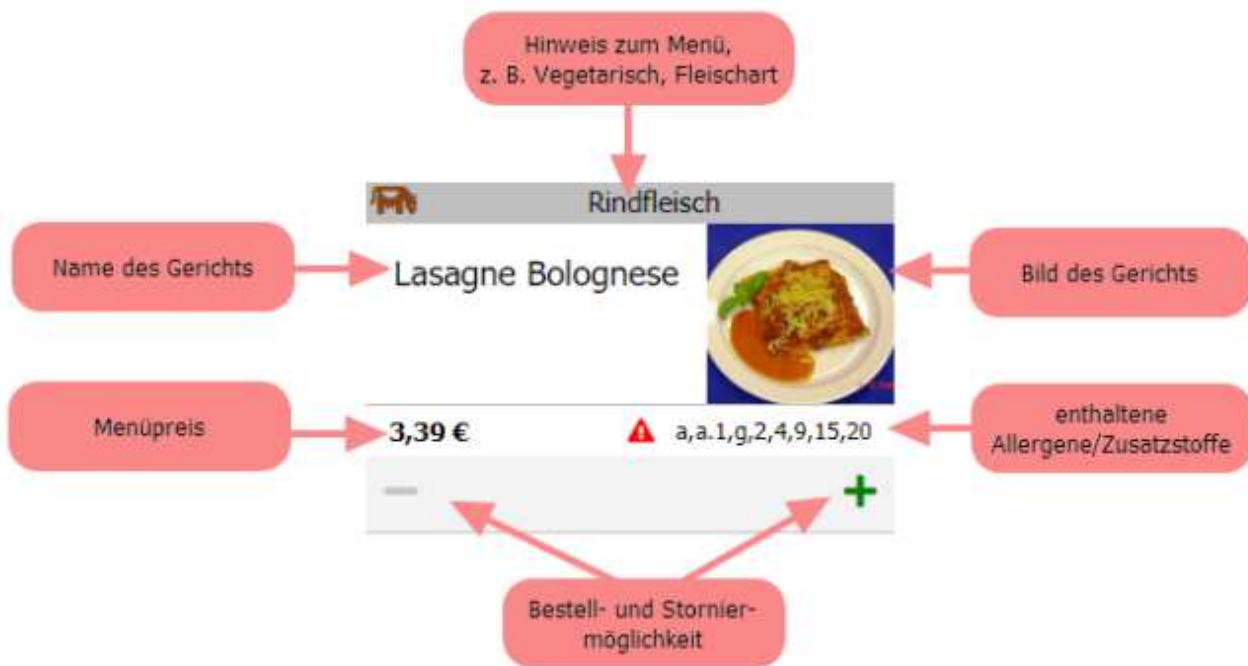 Hinweis zum Menü,
z. B. Vegetarisch, Fleischart
Rindfleisch
Name des Gerichts
Lasagne Bolognese
Bild des Gerichts
Menüpreis
3,39 €
a,a.1,g,2,4,9,15,20
enthaltene
Allergene/Zusatzstoffe
Bestell- und Stornier-
möglichkeit